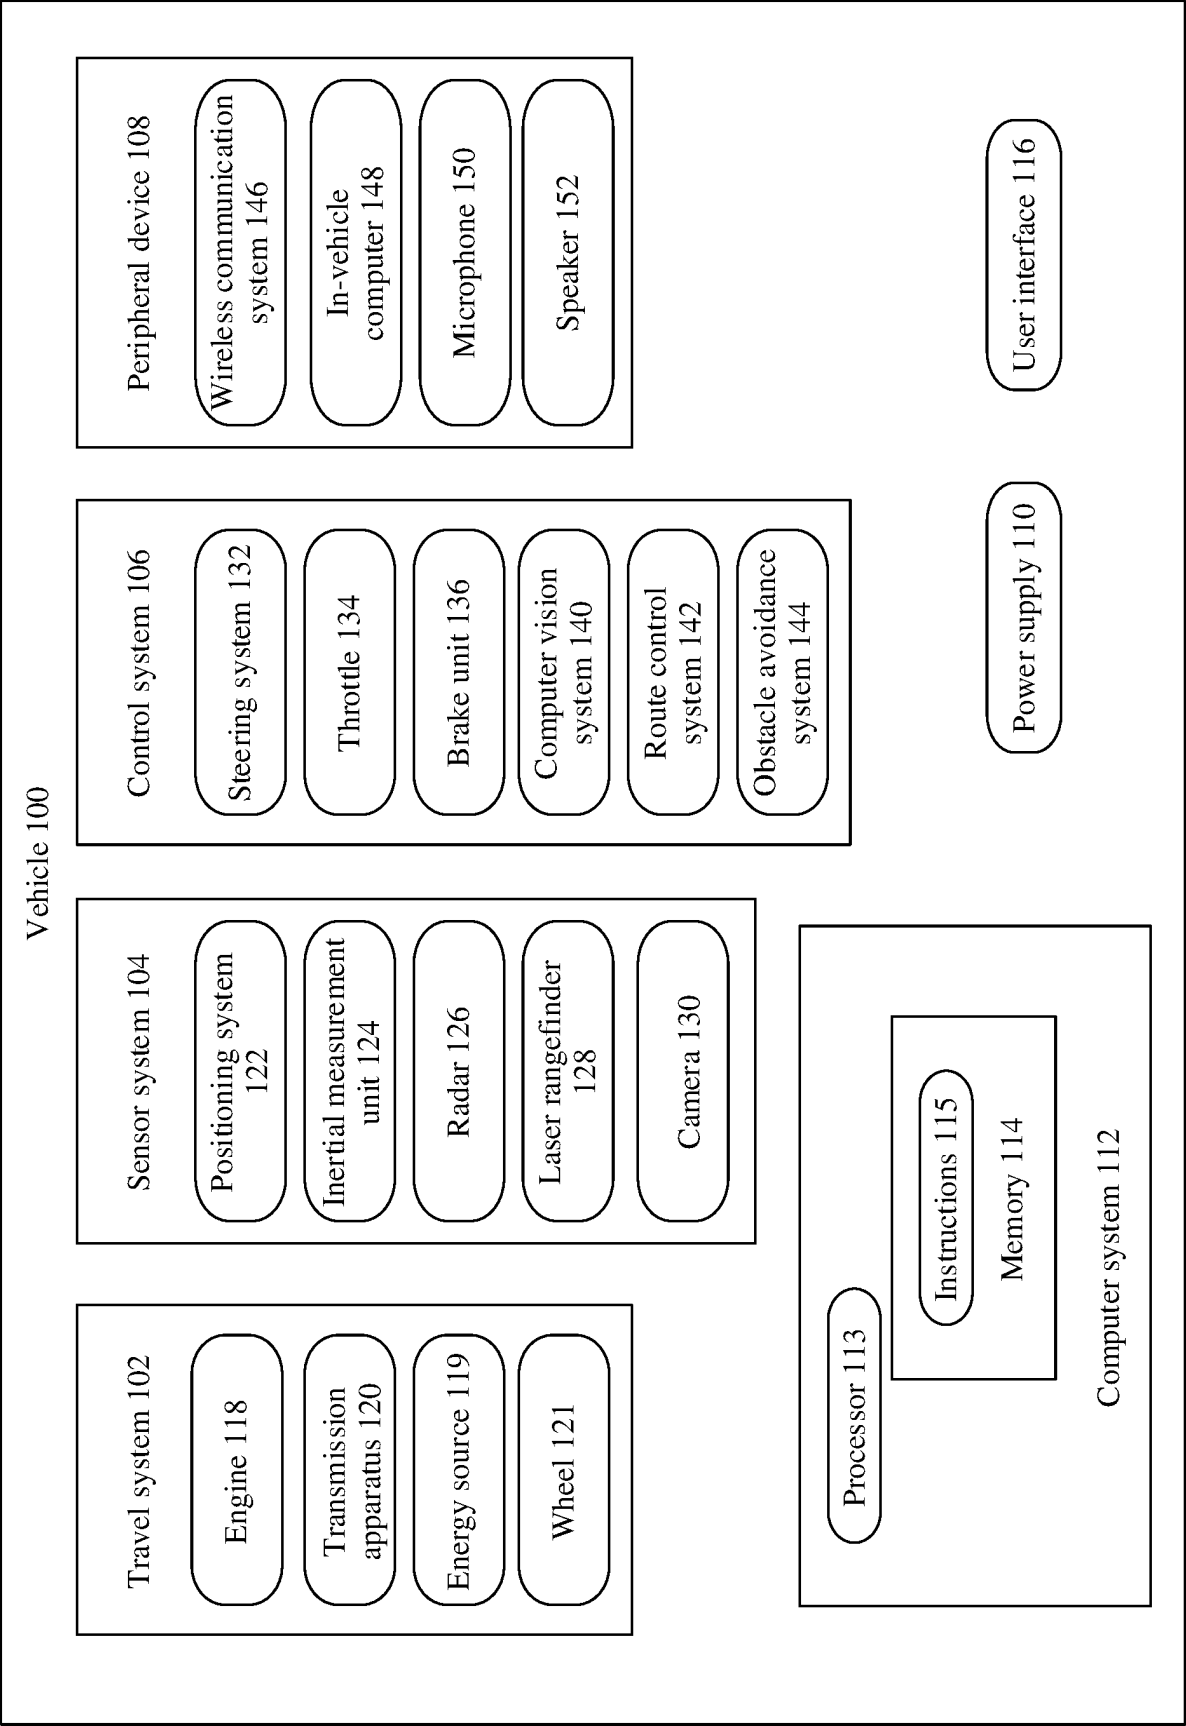 Vehicle 100
Travel system 102
Engine 118
Transmission
apparatus 120
Energy source 119
Wheel 121
Sensor system 104
Positioning system
122
Inertial measurement
unit 124
Radar 126
Laser rangefinder
128
Camera 130
Control system 106
Steering system 132
Throttle 134
Brake unit 136
Computer vision
system 140
Route control
system 142
Obstacle avoidance
system 144
Peripheral device 108
Wireless communication
system 146
In-vehicle
computer 148
Microphone 150
Speaker 152
Processor 113
Instructions 115
Memory 114
Computer system 112
Power supply 110
User interface 116